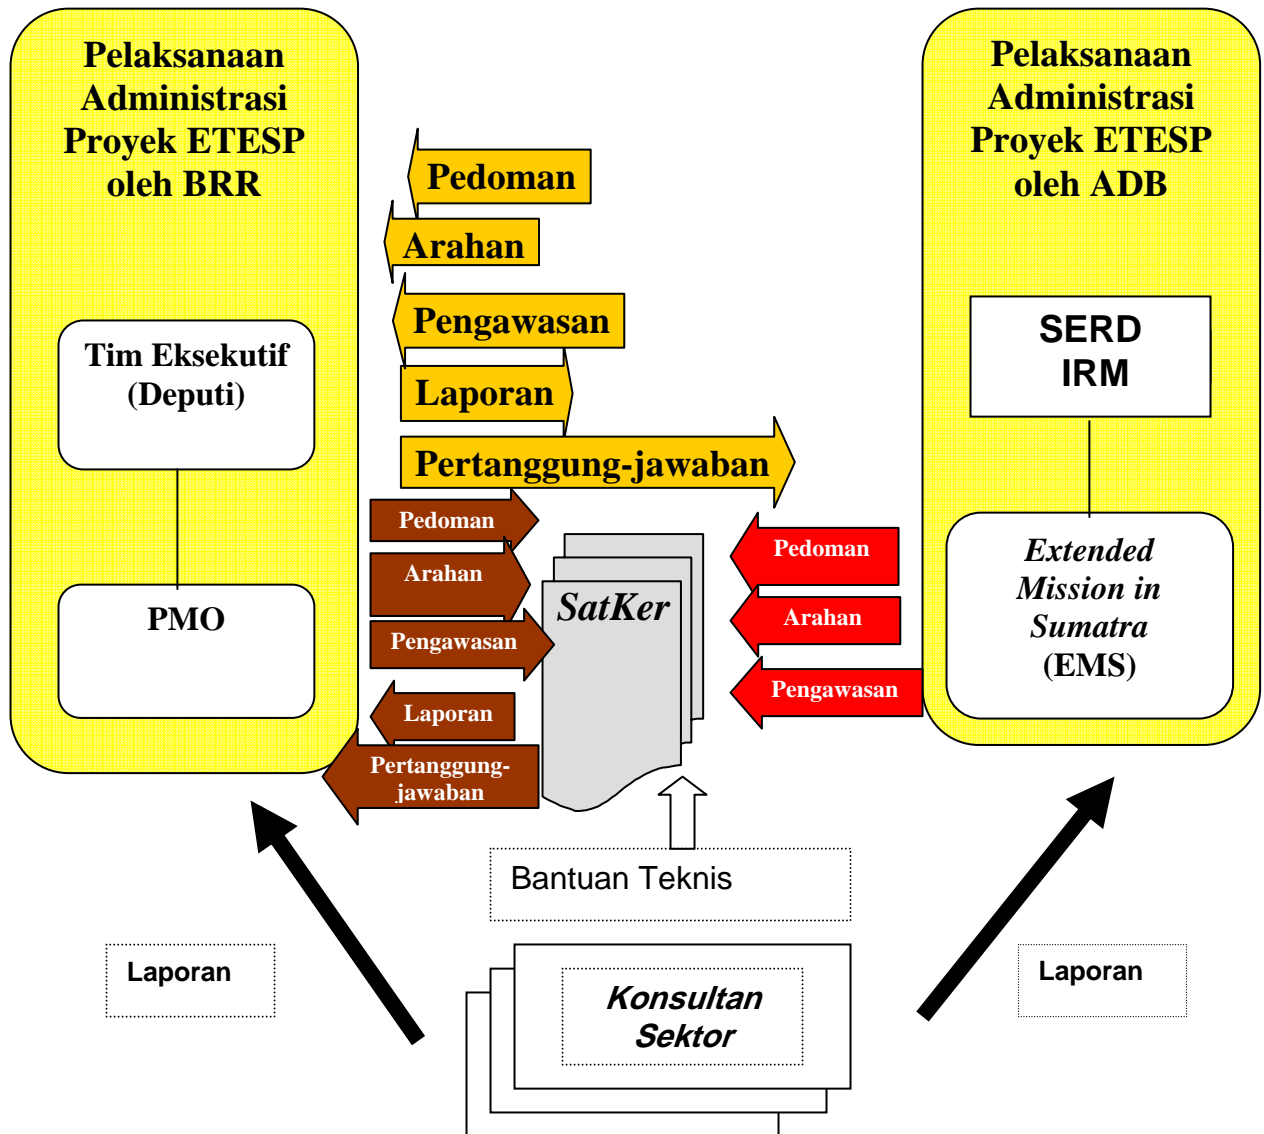 Pelaksanaan
Administrasi
Proyek ETESP
oleh BRR
Tim Eksekutif
(Deputi)
PMO
Pedoman
Arahan
Pengawasan
Laporan
Pertanggung-jawaban
Pedoman
Arahan
Pengawasan
Laporan
Pertanggung-
jawaban
SatKer
Pedoman
Arahan
Pengawasan
Pelaksanaan
Administrasi
Proyek ETESP
oleh ADB
SERD
IRM
Extended
Mission in
Sumatra
(EMS)
Bantuan Teknis
Laporan
Konsultan
Sektor
Laporan